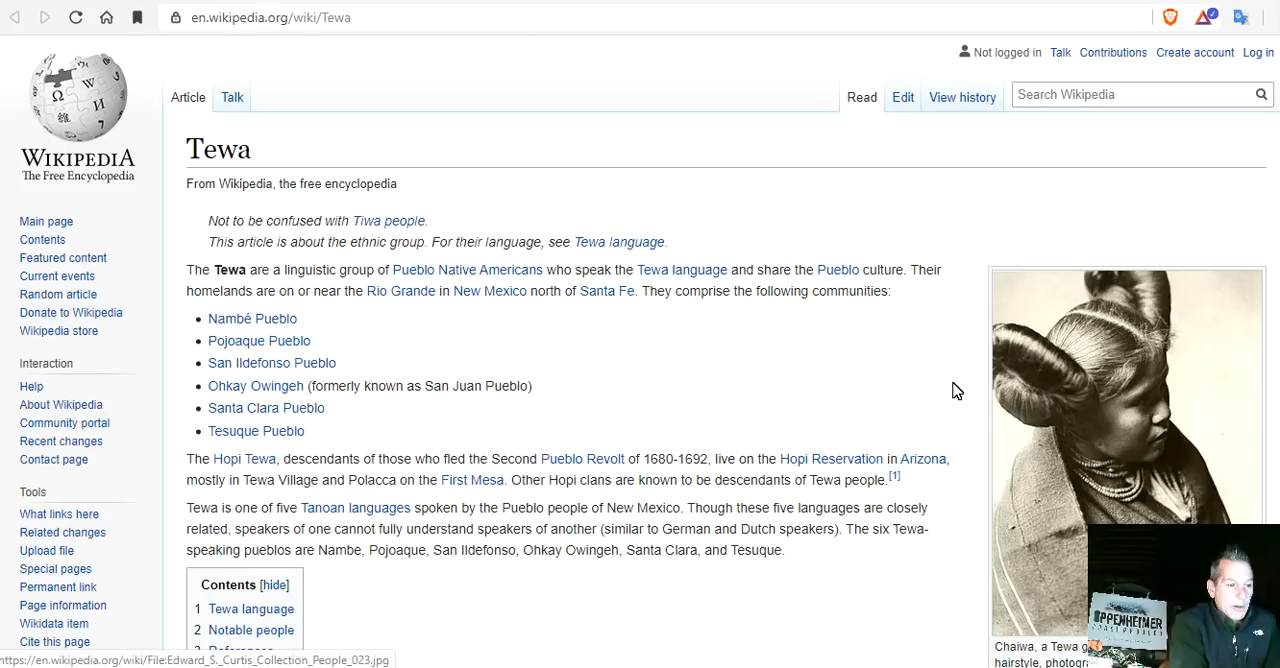 en.wikipedia.org/wiki/Tewa
Not logged in Talk Contributions Create account Log in
Article Talk Read Edit View history Search Wikipedia
WIKIPEDIA
The Free Encyclopedia
Main page
Contents
Featured content
Current events
Random article
Donate to Wikipedia
Wikipedia store
Interaction
Help
About Wikipedia
Community portal
Recent changes
Contact page
Tools
What links here
Related changes
Upload file
Special pages
Permanent link
Page information
Wikidata item
Cite this page
Tewa
From Wikipedia, the free encyclopedia
Not to be confused with Tiwa people.
This article is about the ethnic group. For their language, see Tewa language.
The Tewa are a linguistic group of Pueblo Native Americans who speak the Tewa language and share the Pueblo culture. Their
homelands are on or near the Rio Grande in New Mexico north of Santa Fe. They comprise the following communities:
• Nambé Pueblo
• Pojoaque Pueblo
• San Ildefonso Pueblo
• Ohkay Owingeh (formerly known as San Juan Pueblo)
• Santa Clara Pueblo
• Tesuque Pueblo
The Hopi Tewa, descendants of those who fled the Second Pueblo Revolt of 1680-1692, live on the Hopi Reservation in Arizona,
mostly in Tewa Village and Polacca on the First Mesa. Other Hopi clans are known to be descendants of Tewa people.[1]
Tewa is one of five Tanoan languages spoken by the Pueblo people of New Mexico. Though these five languages are closely
related, speakers of one cannot fully understand speakers of another (similar to German and Dutch speakers). The six Tewa-
speaking pueblos are Nambe, Pojoaque, San Ildefonso, Ohkay Owingeh, Santa Clara, and Tesuque.
Contents [hide]
1 Tewa language
2 Notable people
Chaiwa, a Tewa g
hairstyle, photogra
OPPENHEIMER
https://en.wikipedia.org/wiki/File:Edward_S._Curtis_Collection_People_023.jpg